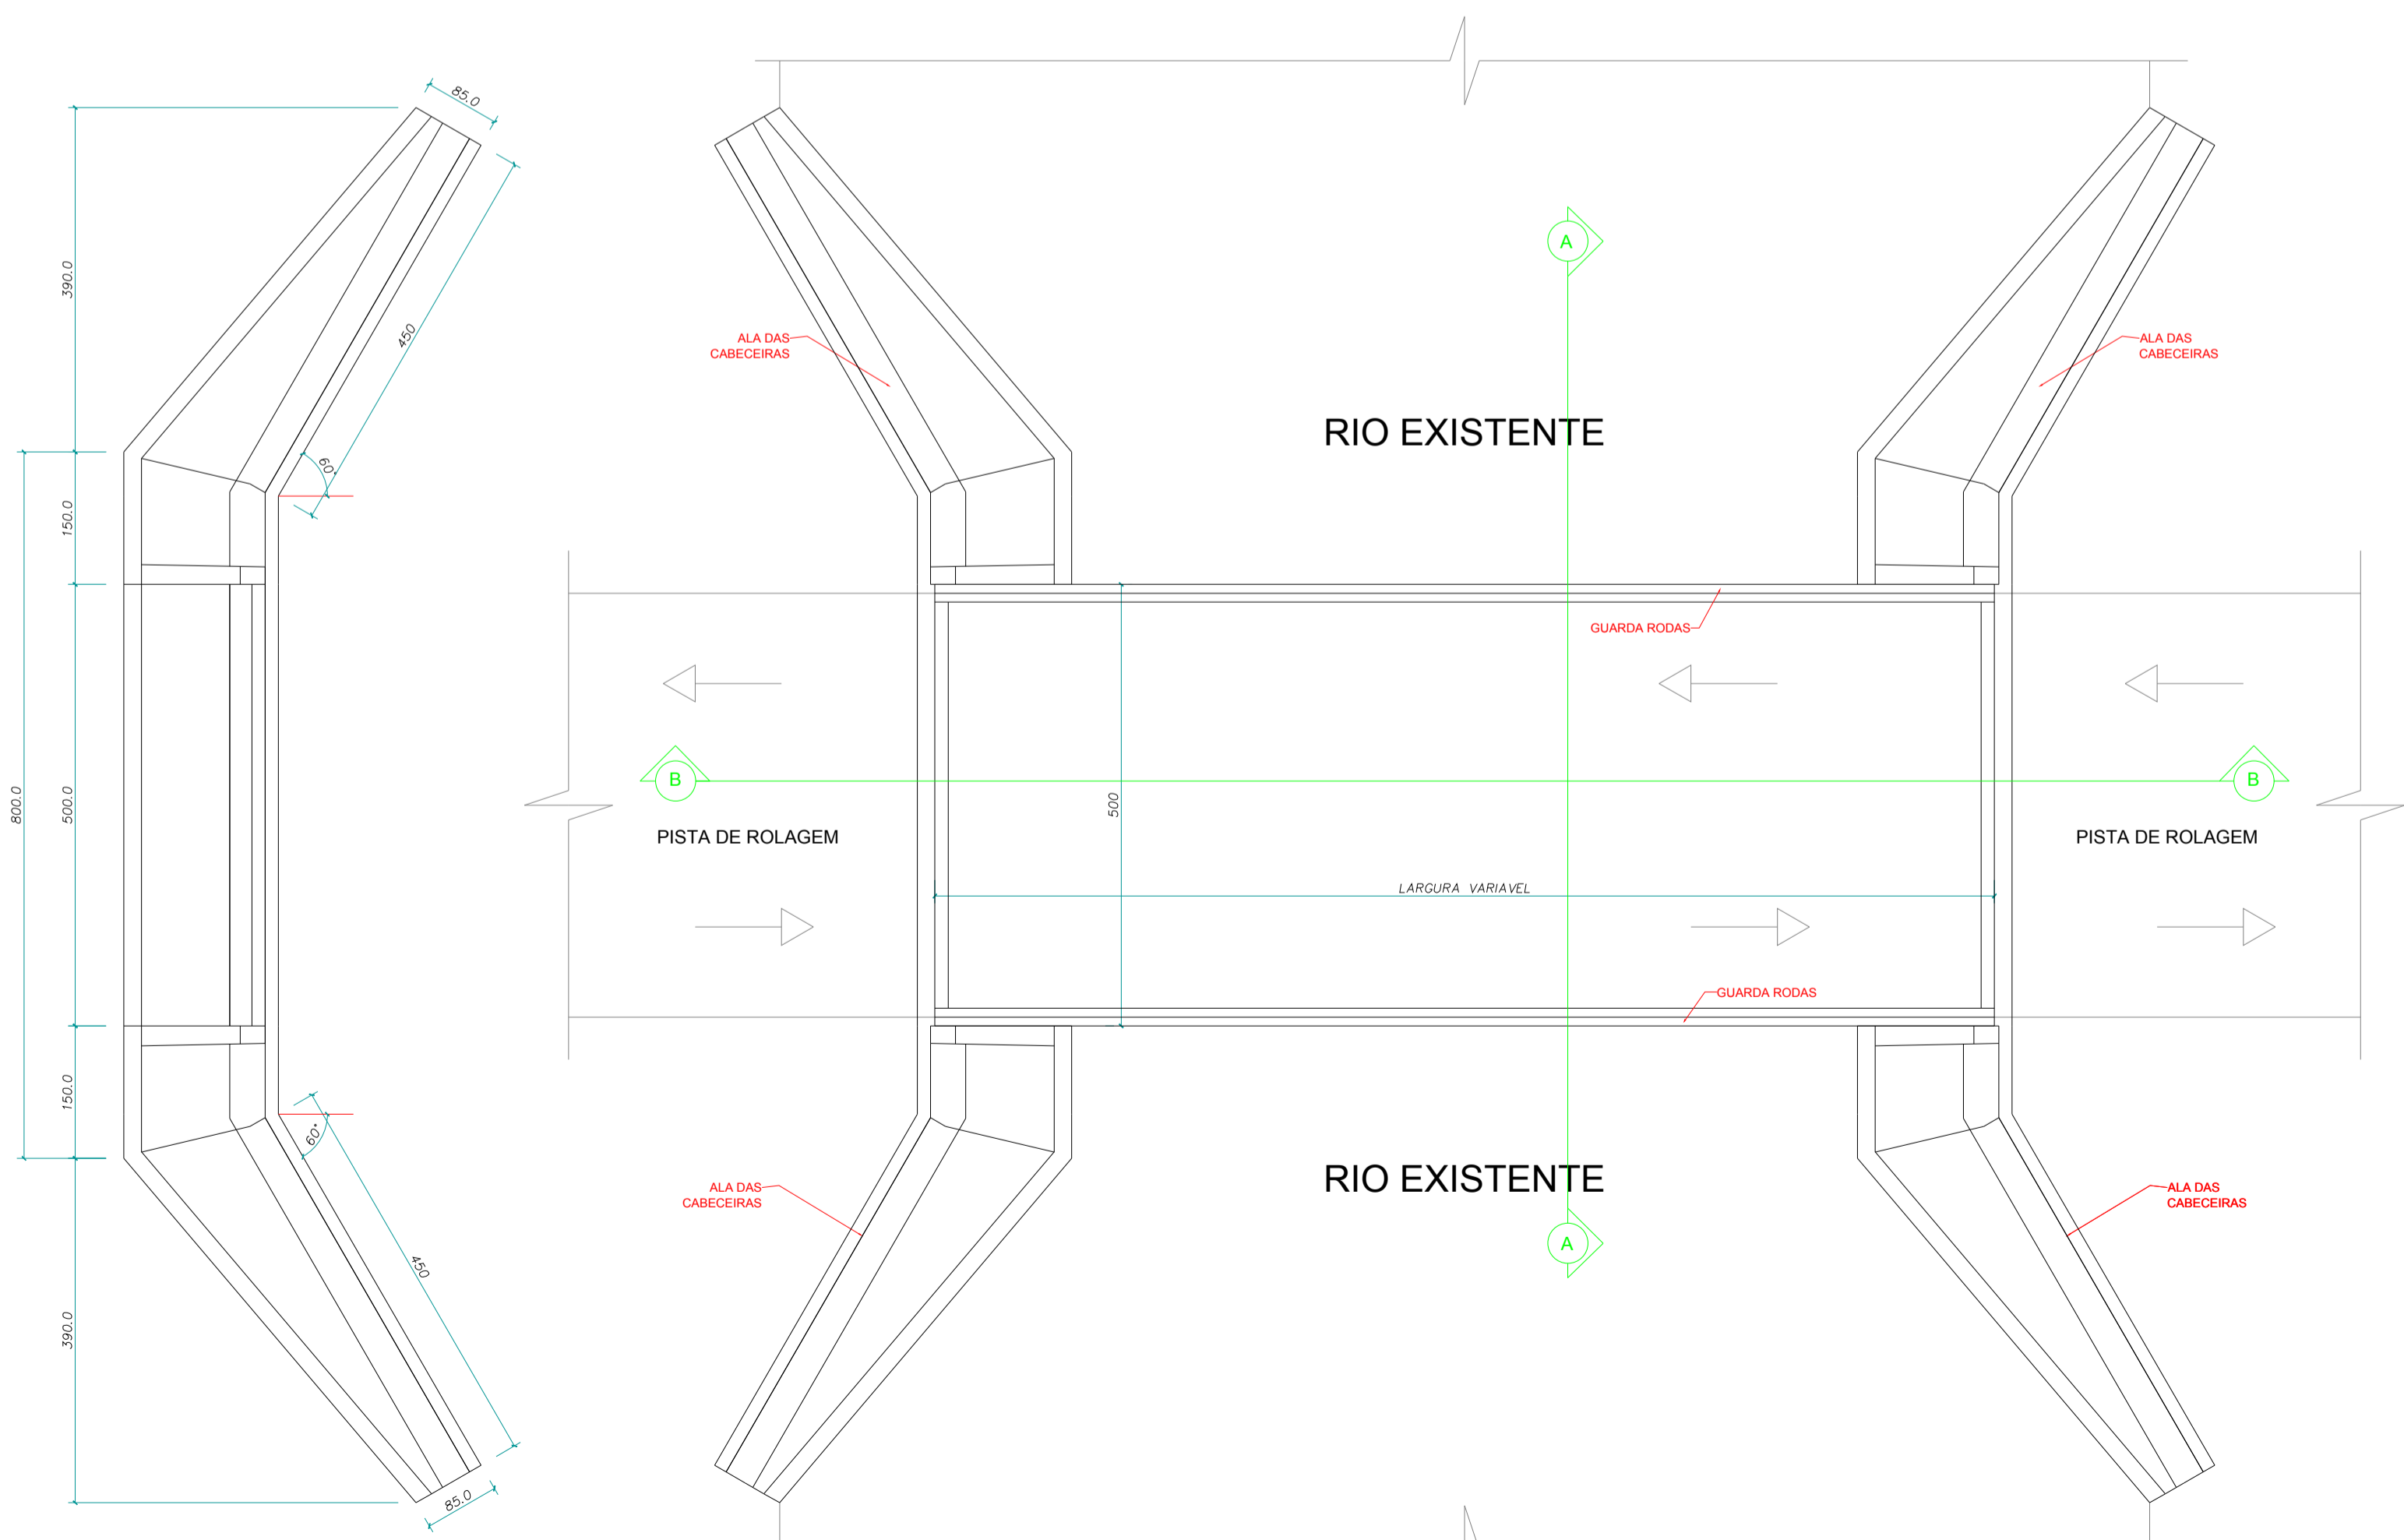 85.0
390.0
450
A
ALA DAS
CABECEIRAS
ALA DAS
CABECEIRAS
RIO EXISTENTE
60°
150.0
GUARDA RODAS
B
B
800.0
500.0
500
PISTA DE ROLAGEM
PISTA DE ROLAGEM
LARGURA VARIAVEL
GUARDA RODAS
150.0
60°
RIO EXISTENTE
ALA DAS
CABECEIRAS
ALA DAS
CABECEIRAS
A
450
390.0
85.0